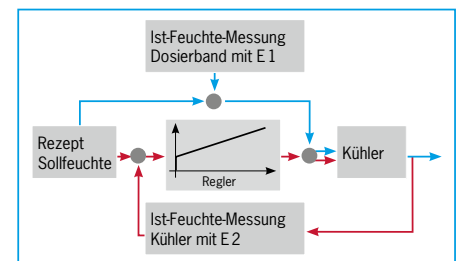 Ist-Feuchte-Messung
Dosierband mit E 1
Rezept
Sollfeuchte
Regler
Kühler
Ist-Feuchte-Messung
Kühler mit E 2